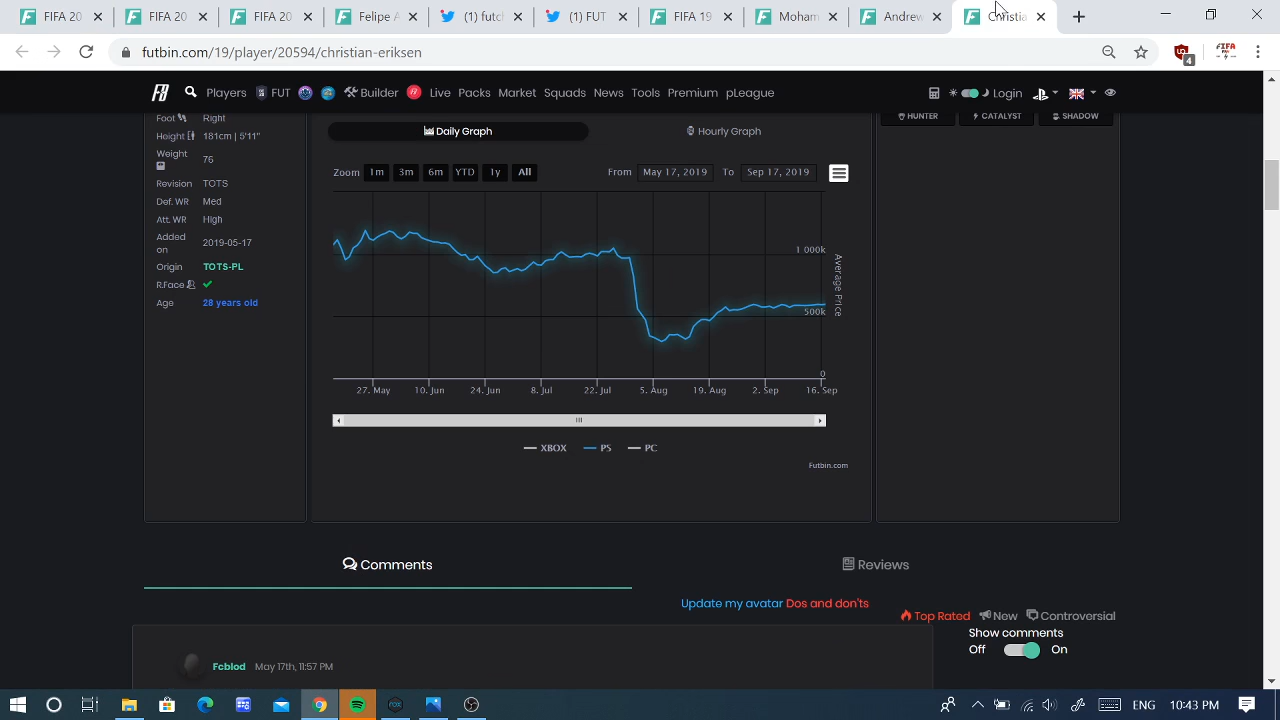 FIFA 20
FIFA 20
FIFA 20
Felipe A
(1) futch
(1) FUT
FIFA 1
Moham
Andrew
Christia
futbin.com/19/player/20594/christian-eriksen
4
FIFA
Players
FUT
Builder
Live
Packs
Market
Squads
News
Tools
Premium
pLeague
Login
Foot Right
Height 181cm | 5'11"
Weight 76
Revision TOTS
Def. WR Med
Att. WR High
Added on 2019-05-17
Origin TOTS-PL
R.Face
Age 28 years old
Daily Graph
Hourly Graph
HUNTER
CATALYST
SHADOW
Zoom 1m 3m 6m YTD 1y All
From May 17, 2019 To Sep 17, 2019
1 000k
500k
0
Average Price
27. May 10. Jun 24. Jun 8. Jul 22. Jul 5. Aug 19. Aug 2. Sep 16. Sep
XBOX PS PC
Futbin.com
Comments
Reviews
Update my avatar Dos and don'ts
Top Rated New Controversial
Show comments
Off On
Fcblod May 17th, 11:57 PM
ENG 10:43 PM